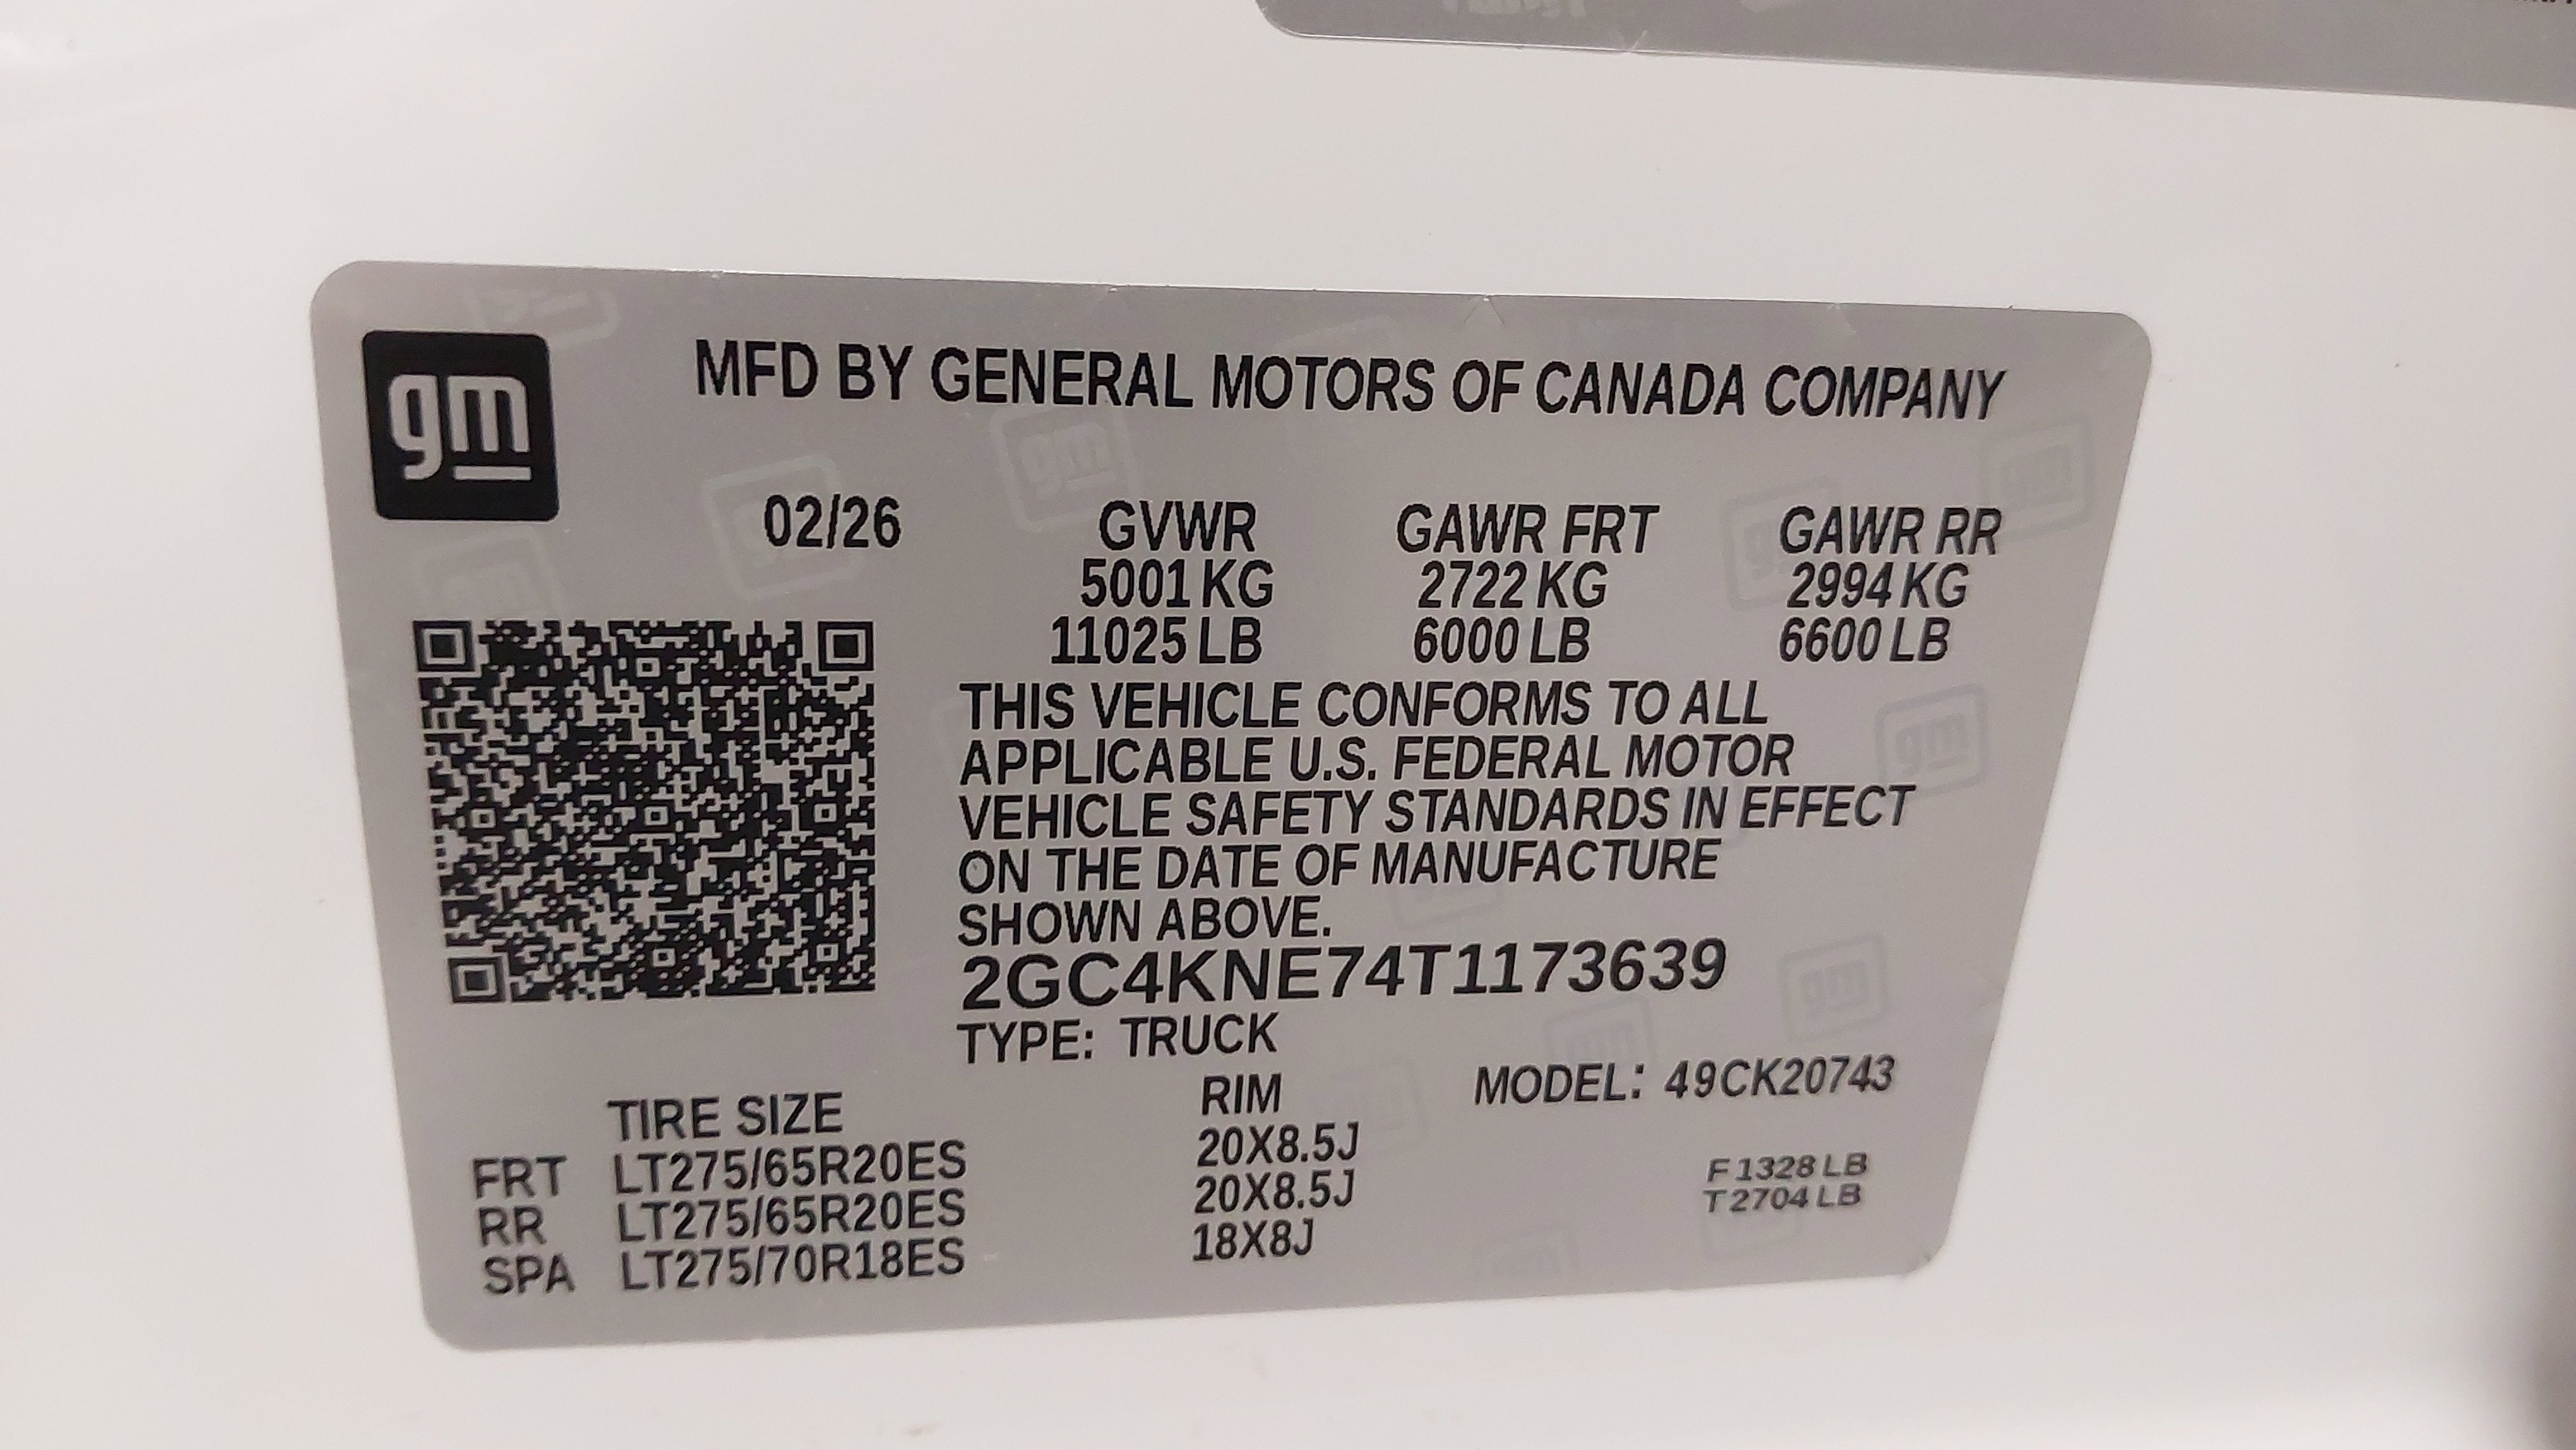 gm
MFD BY GENERAL MOTORS OF CANADA COMPANY
02/26 GVWR GAWR FRT GAWR RR
5001 KG 2722 KG 2994 KG
11025 LB 6000 LB 6600 LB
THIS VEHICLE CONFORMS TO ALL
APPLICABLE U.S. FEDERAL MOTOR
VEHICLE SAFETY STANDARDS IN EFFECT
ON THE DATE OF MANUFACTURE
SHOWN ABOVE.
2GC4KNE74T1173639
TYPE: TRUCK
TIRE SIZE RIM MODEL: 49CK20743
FRT LT275/65R20ES 20X8.5J
RR LT275/65R20ES 20X8.5J
SPA LT275/70R18ES 18X8J
F 1328 LB
T 2704 LB